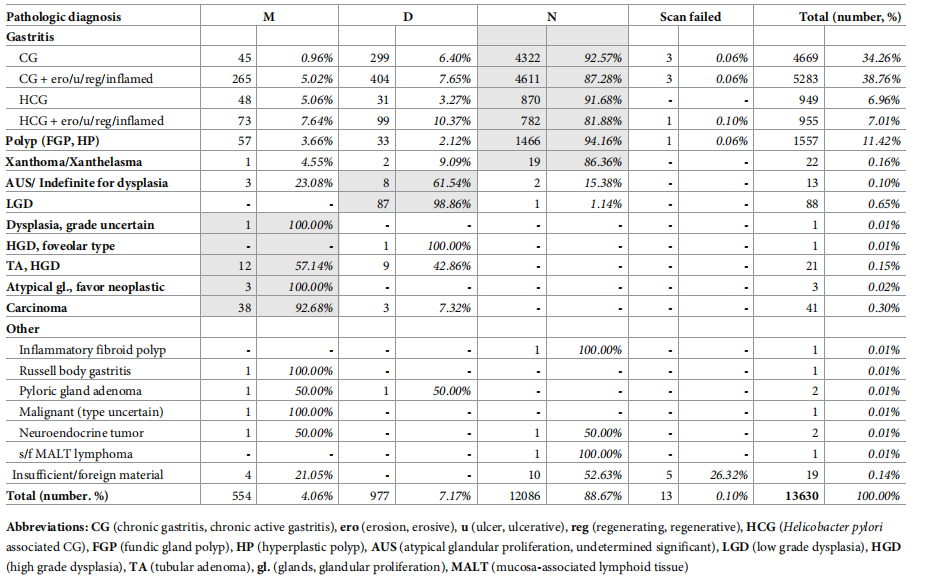 Pathologic diagnosis M D N Scan failed Total (number, %)
Gastritis
CG 45 0.96% 299 6.40% 4322 92.57% 3 0.06% 4669 34.26%
CG + ero/u/reg/inflamed 265 5.02% 404 7.65% 4611 87.28% 3 0.06% 5283 38.76%
HCG 48 5.06% 31 3.27% 870 91.68% - - 949 6.96%
HCG + ero/u/reg/inflamed 73 7.64% 99 10.37% 782 81.88% 1 0.10% 955 7.01%
Polyp (FGP, HP) 57 3.66% 33 2.12% 1466 94.16% 1 0.06% 1557 11.42%
Xanthoma/Xanthelasma 1 4.55% 2 9.09% 19 86.36% - - 22 0.16%
AUS/ Indefinite for dysplasia 3 23.08% 8 61.54% 2 15.38% - - 13 0.10%
LGD - - 87 98.86% 1 1.14% - - 88 0.65%
Dysplasia, grade uncertain 1 100.00% - - - - - - 1 0.01%
HGD, foveolar type - - 1 100.00% - - - - 1 0.01%
TA, HGD 12 57.14% 9 42.86% - - - - 21 0.15%
Atypical gl., favor neoplastic 3 100.00% - - - - - - 3 0.02%
Carcinoma 38 92.68% 3 7.32% - - - - 41 0.30%
Other
Inflammatory fibroid polyp - - - - 1 100.00% - - 1 0.01%
Russell body gastritis 1 100.00% - - - - - - 1 0.01%
Pyloric gland adenoma 1 50.00% 1 50.00% - - - - 2 0.01%
Malignant (type uncertain) 1 100.00% - - - - - - 1 0.01%
Neuroendocrine tumor 1 50.00% - - 1 50.00% - - 2 0.01%
s/f MALT lymphoma - - 1 100.00% - - 1 0.01%
Insufficient/foreign material 4 21.05% - - 10 52.63% 5 26.32% 19 0.14%
Total (number. %) 554 4.06% 977 7.17% 12086 88.67% 13 0.10% 13630 100.00%
Abbreviations: CG (chronic gastritis, chronic active gastritis), ero (erosion, erosive), u (ulcer, ulcerative), reg (regenerating, regenerative), HCG (Helicobacter pylori
associated CG), FGP (fundic gland polyp), HP (hyperplastic polyp), AUS (atypical glandular proliferation, undetermined significant), LGD (low grade dysplasia), HGD
(high grade dysplasia), TA (tubular adenoma), gl. (glands, glandular proliferation), MALT (mucosa-associated lymphoid tissue)